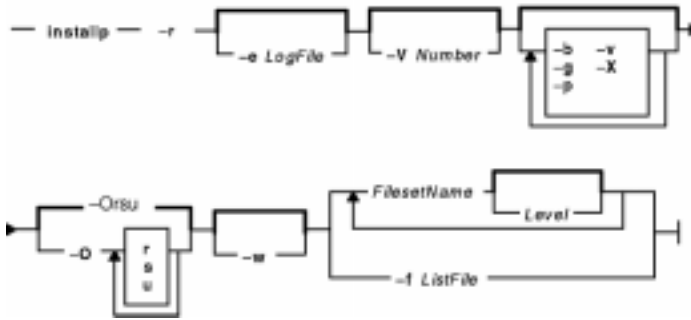 installp -r -e LogFile -V Number
-b -v
-g -X
-p
-Orsu
-O r s u
-w
FilesetName Level
-f ListFile